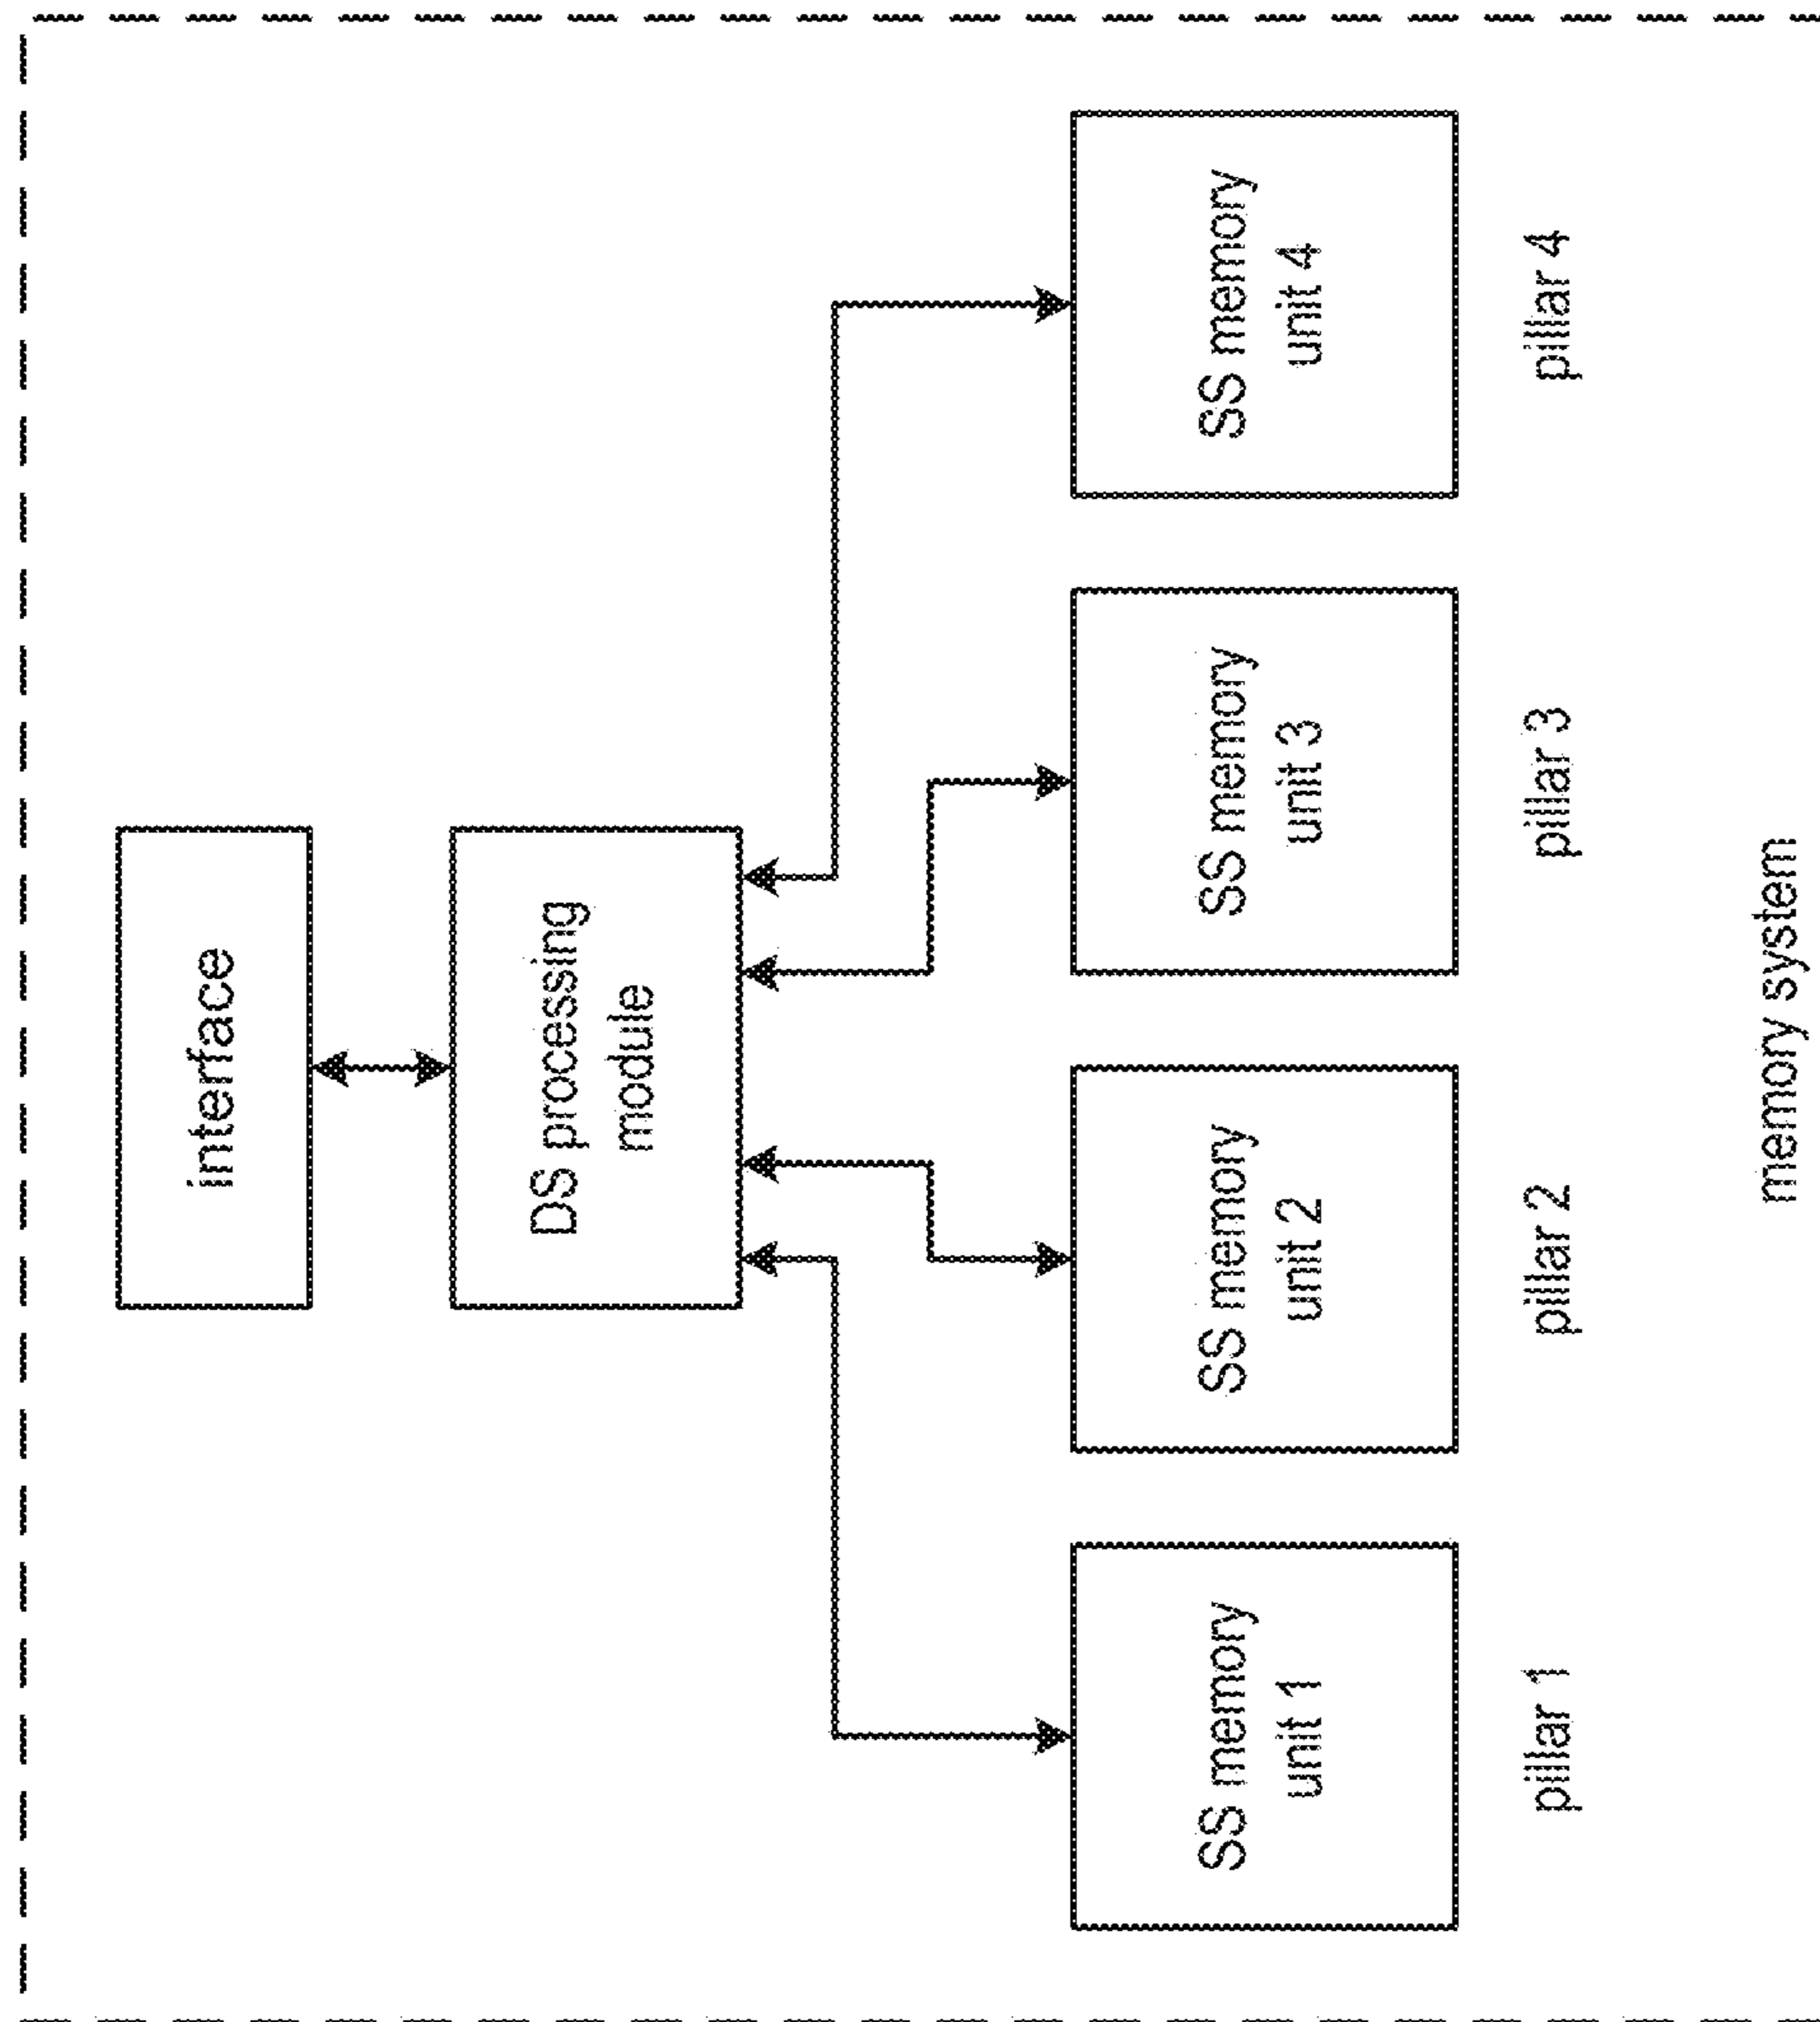 interface
DS processing
module
SS memory
unit 1
SS memory
unit 2
SS memory
unit 3
SS memory
unit 4
pillar 1
pillar 2
pillar 3
pillar 4
memory system